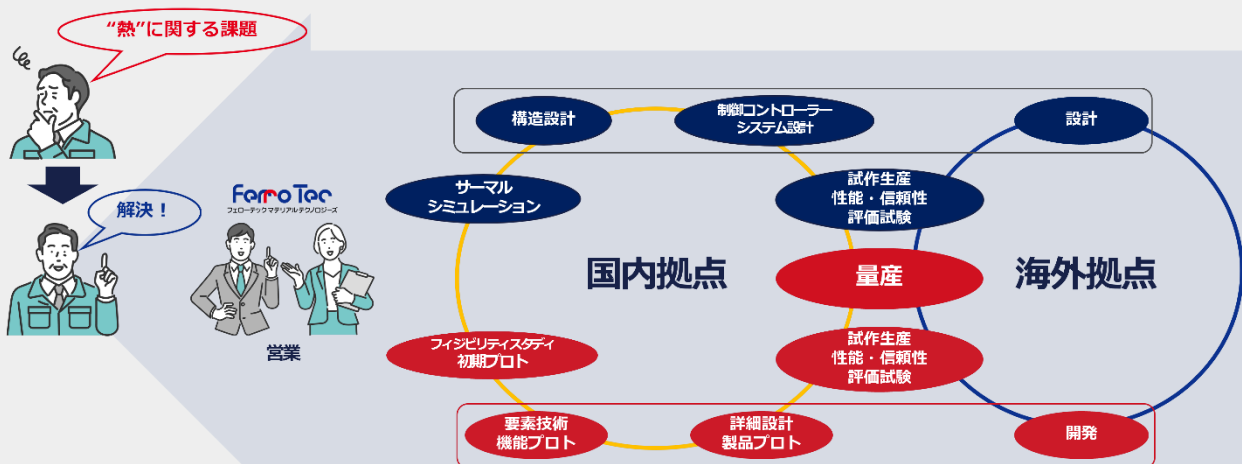 “熱”に関する課題
解決！
FerroTec
フェローテックマテリアルテクノロジーズ
営業
構造設計
制御コントローラー
システム設計
設計
サーマル
シミュレーション
試作生産
性能・信頼性
評価試験
国内拠点
量産
海外拠点
フィジビリティスタディ
初期プロト
試作生産
性能・信頼性
評価試験
要素技術
機能プロト
詳細設計
製品プロト
開発